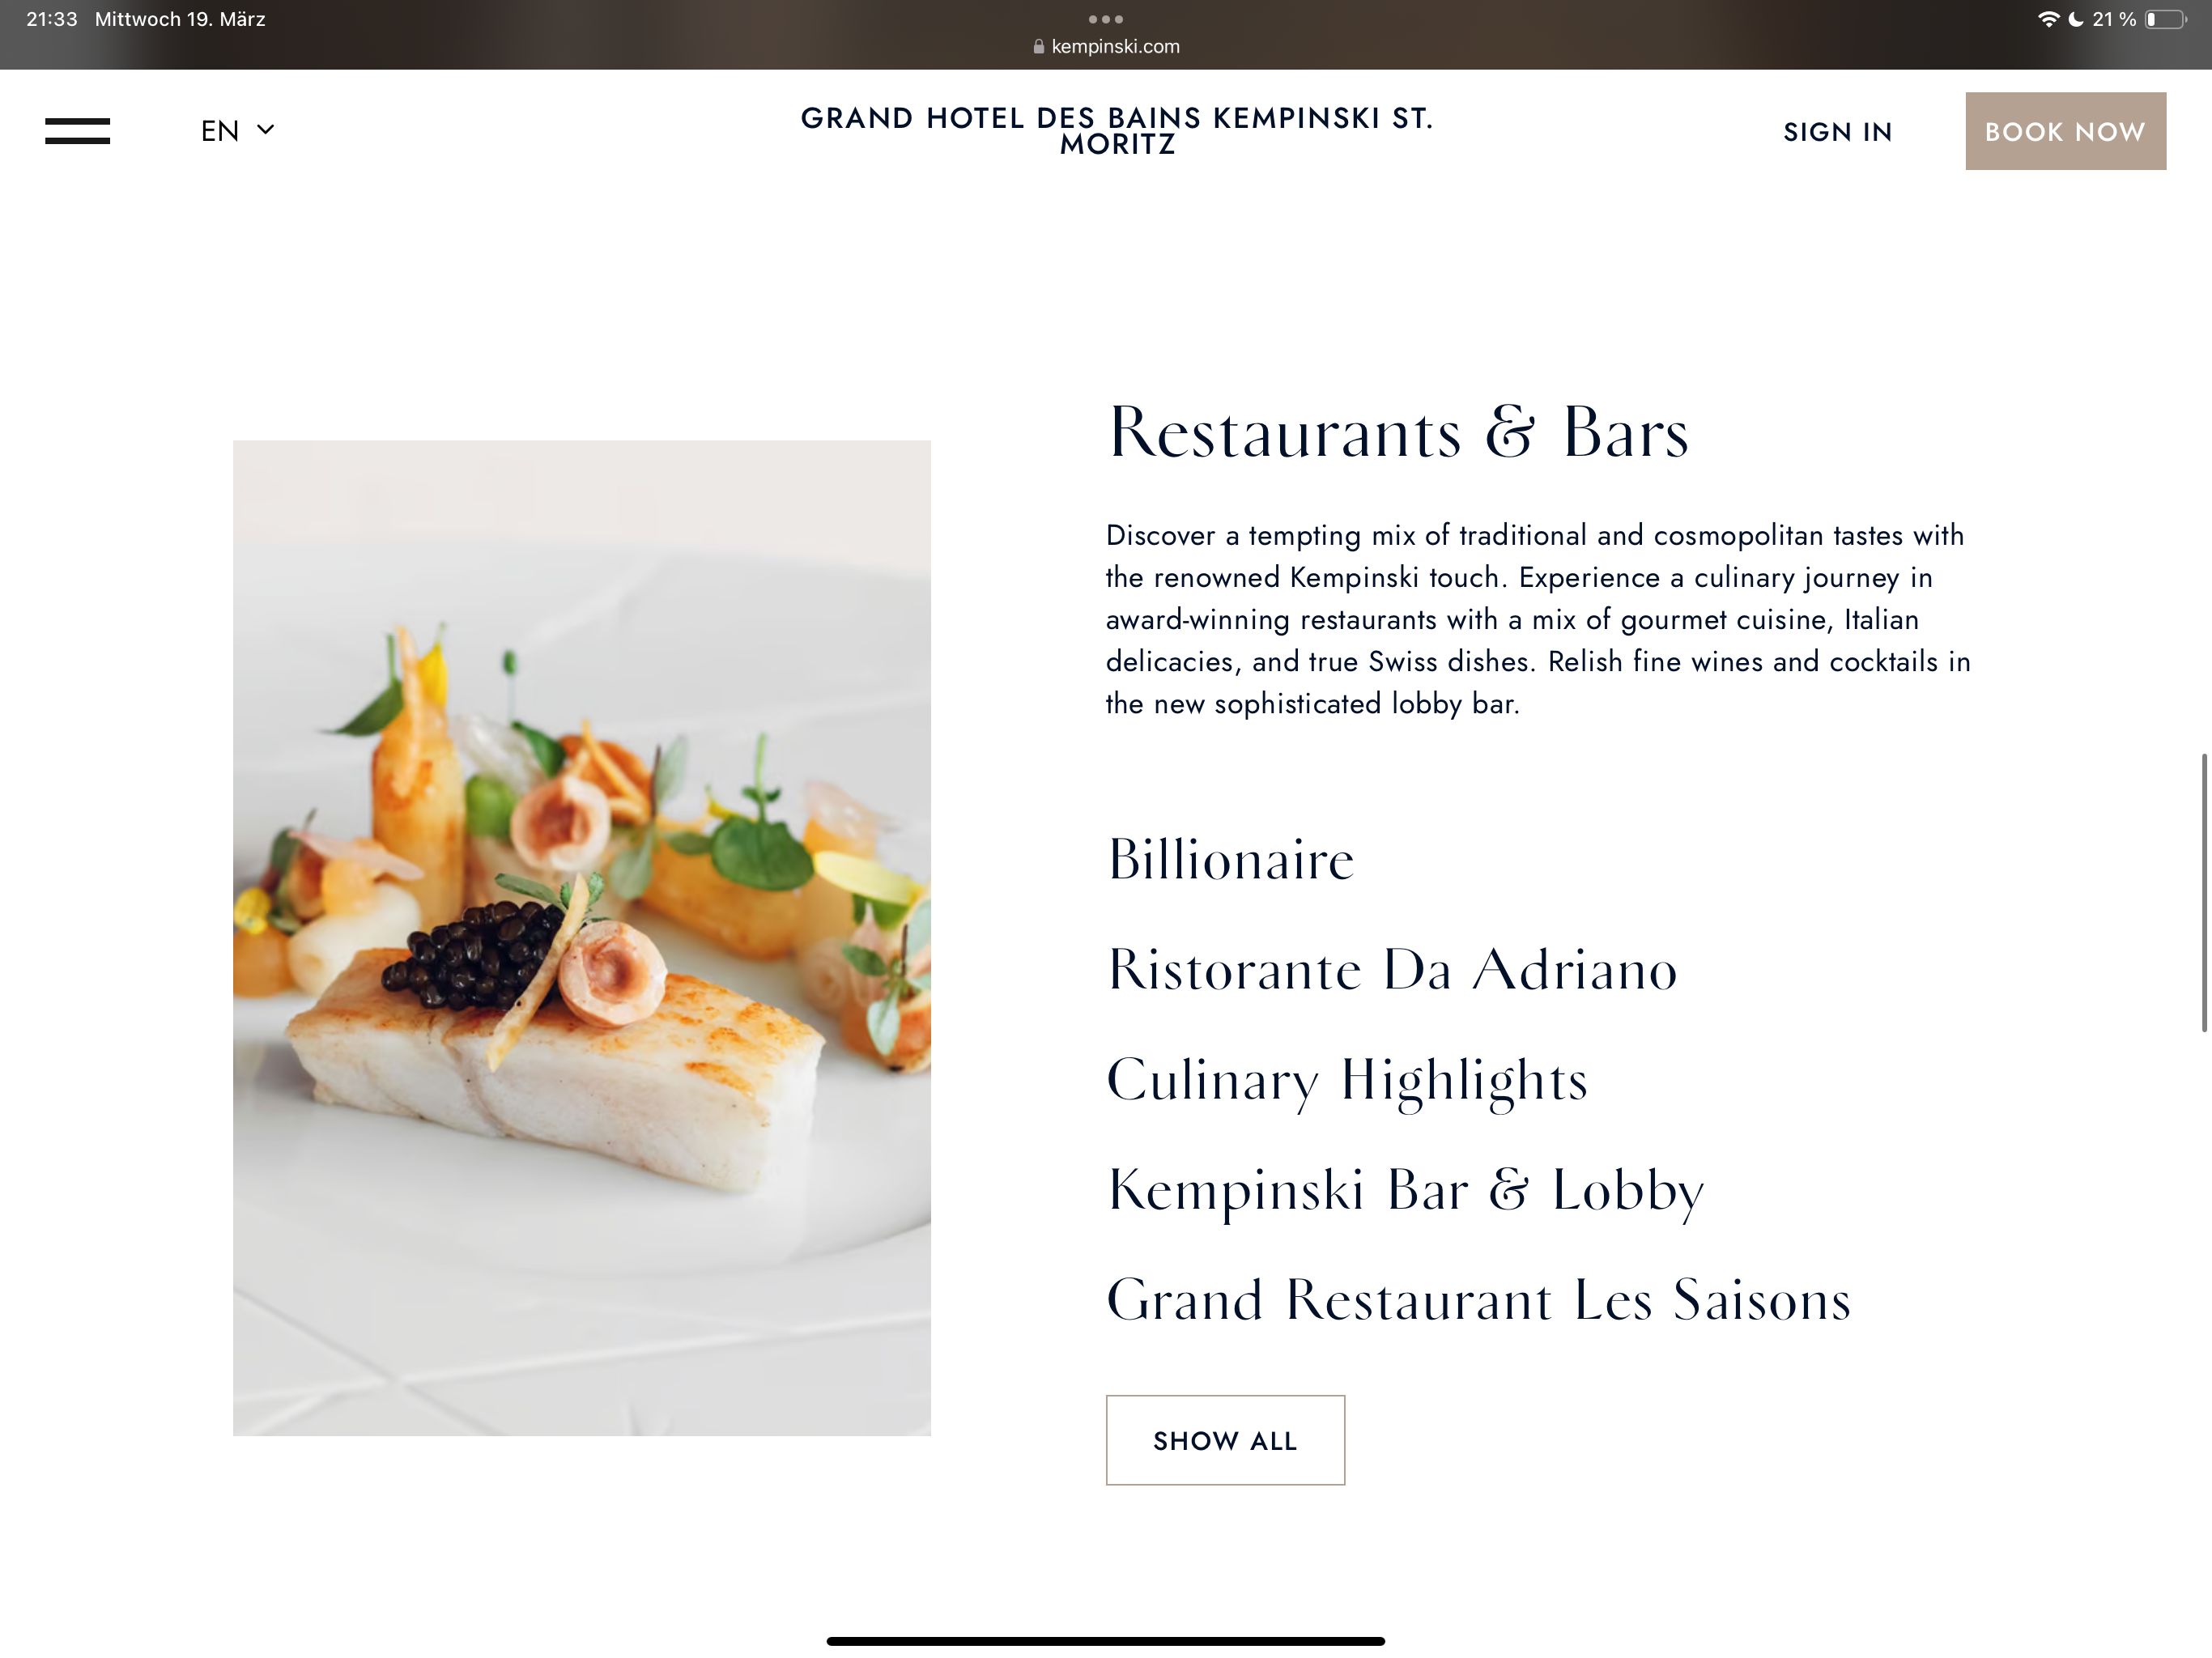 21:33 Mittwoch 19. März
21 %
kempinski.com
EN
GRAND HOTEL DES BAINS KEMPINSKI ST.
MORITZ
SIGN IN
BOOK NOW
Restaurants & Bars
Discover a tempting mix of traditional and cosmopolitan tastes with
the renowned Kempinski touch. Experience a culinary journey in
award-winning restaurants with a mix of gourmet cuisine, Italian
delicacies, and true Swiss dishes. Relish fine wines and cocktails in
the new sophisticated lobby bar.
Billionaire
Ristorante Da Adriano
Culinary Highlights
Kempinski Bar & Lobby
Grand Restaurant Les Saisons
SHOW ALL